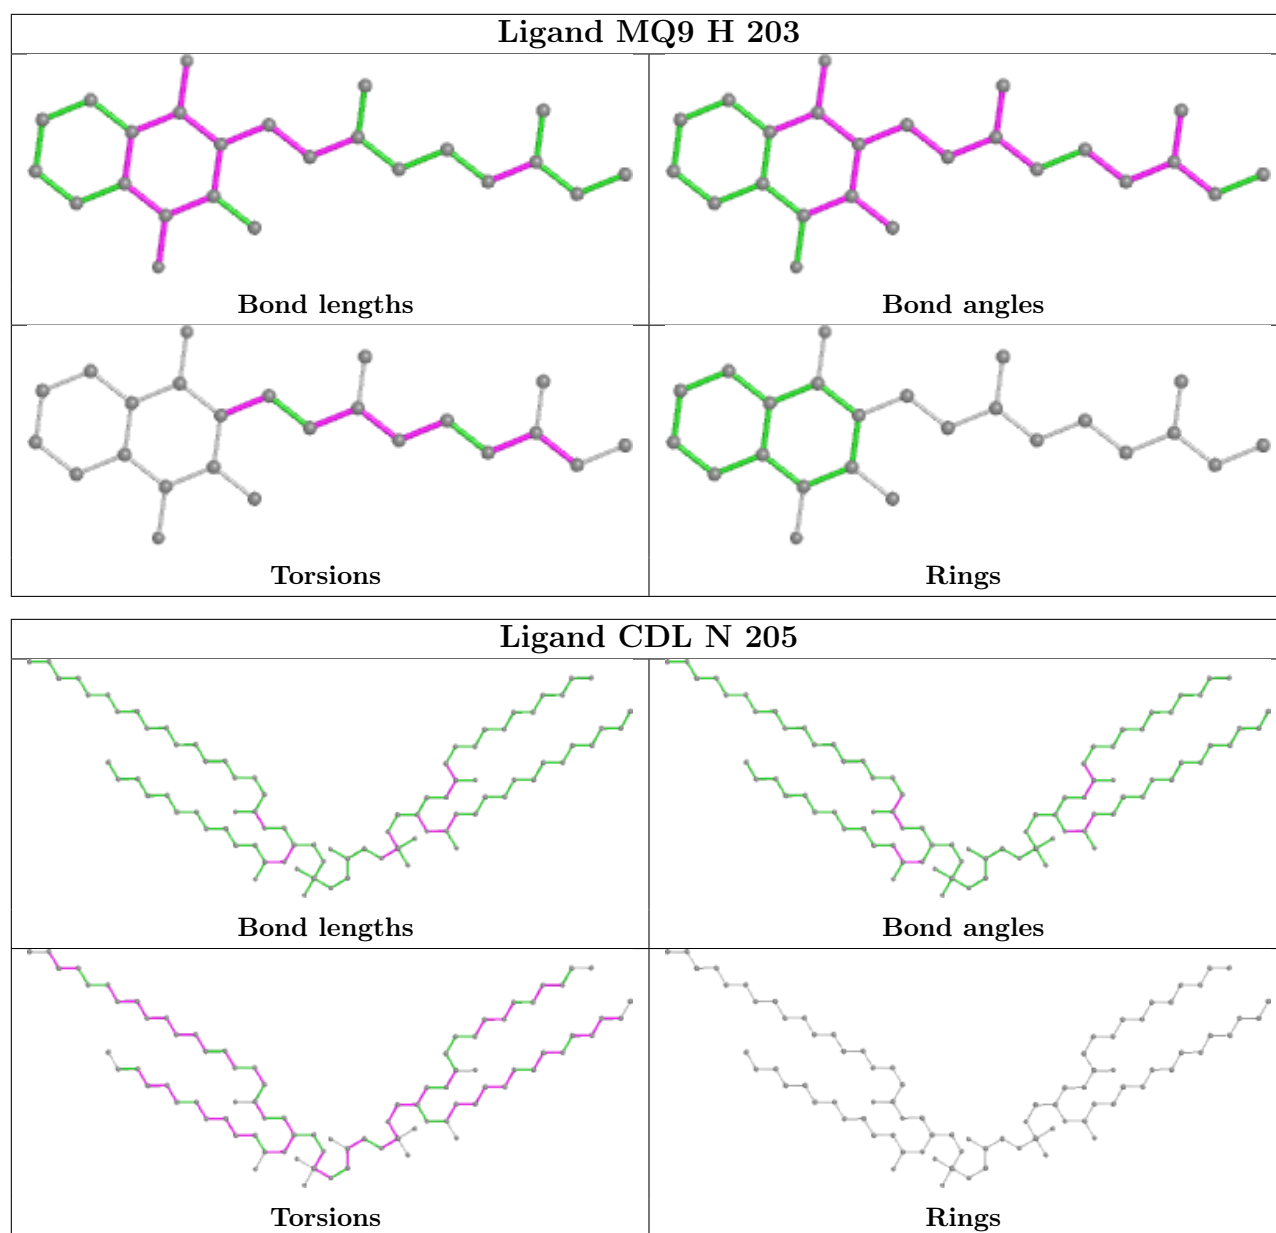 Ligand MQ9 H 203
Bond lengths
Bond angles
Torsions
Rings
Ligand CDL N 205
Bond lengths
Bond angles
Torsions
Rings